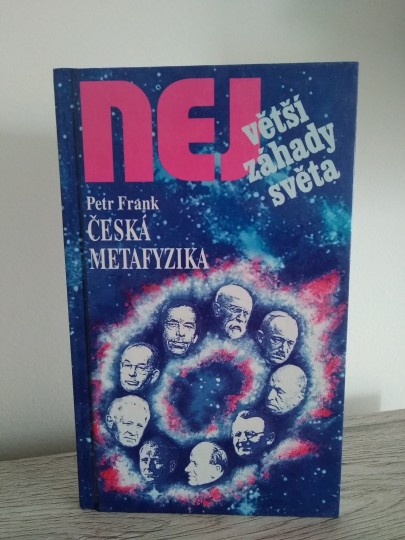 NEJ
větší
záhady
světa
Petr Frank
ČESKÁ
METAFYZIKA